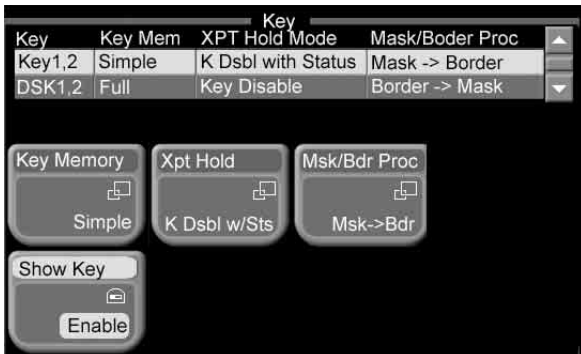 Key
Key Key Mem XPT Hold Mode Mask/Boder Proc
Key1,2 Simple K Dsbl with Status Mask -> Border
DSK1,2 Full Key Disable Border -> Mask
Key Memory Xpt Hold Msk/Bdr Proc
Simple K Dsbl w/Sts Msk->Bdr
Show Key
Enable